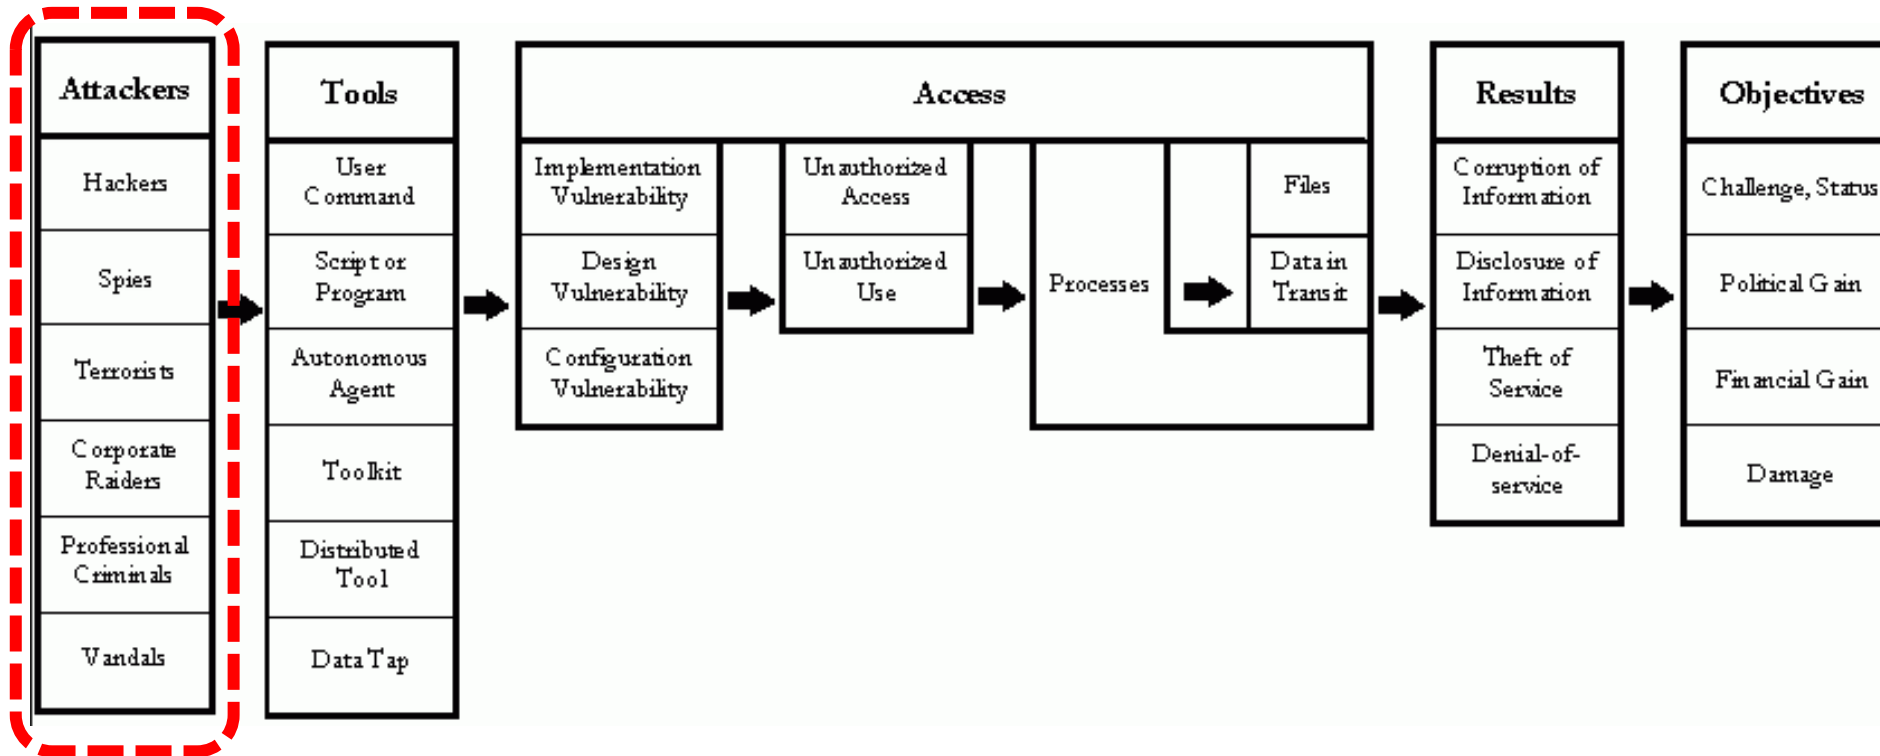 Attackers
Hackers
Spies
Terrorists
Corporate
Raiders
Professional
Criminals
Vandals
Tools
User
Command
Script or
Program
Autonomous
Agent
Toolkit
Distributed
Tool
Data Tap
Access
Implementation
Vulnerability
Design
Vulnerability
Configuration
Vulnerability
Unauthorized
Access
Unauthorized
Use
Processes
Files
Data in
Transit
Results
Corruption of
Information
Disclosure of
Information
Theft of
Service
Denial-of-
service
Objectives
Challenge, Status
Political Gain
Financial Gain
Damage